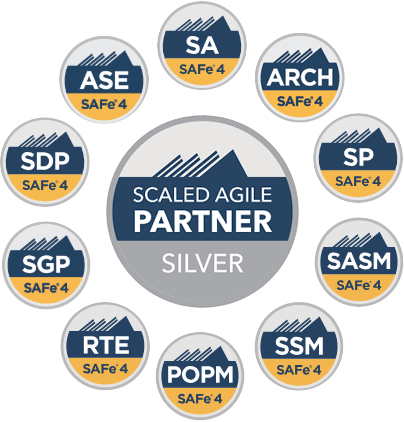 SA
SAFe® 4
ASE
SAFe® 4
ARCH
SAFe® 4
SDP
SAFe® 4
SP
SAFe® 4
SCALED AGILE
PARTNER
SILVER
SGP
SAFe® 4
SASM
SAFe® 4
RTE
SAFe® 4
SSM
SAFe® 4
POPM
SAFe® 4